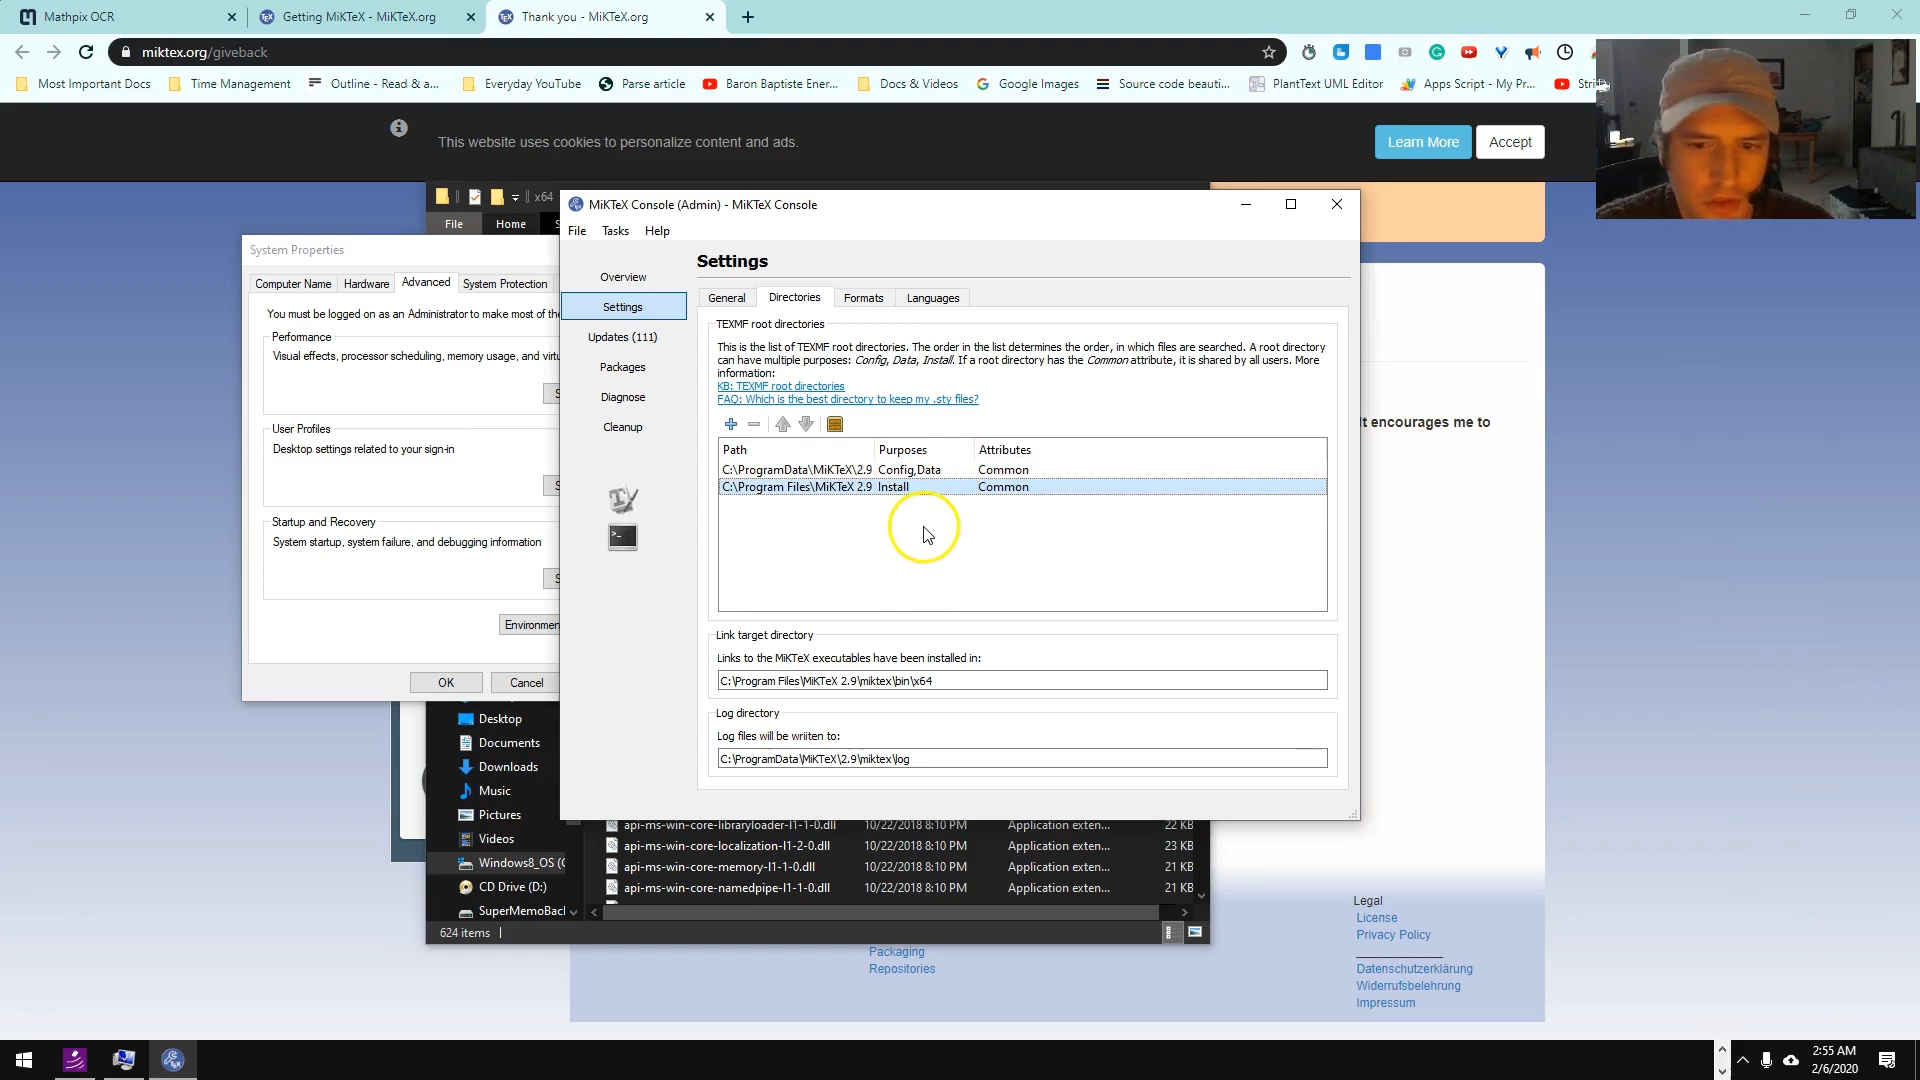 Mathpix OCR
Getting MiKTeX - MiKTeX.org
Thank you - MiKTeX.org
miktex.org/giveback
Most Important Docs
Time Management
Outline - Read & a...
Everyday YouTube
Parse article
Baron Baptiste Ener...
Docs & Videos
Google Images
Source code beauti...
PlantText UML Editor
Apps Script - My Pr...
This website uses cookies to personalize content and ads.
Learn More
Accept
x64
File
Home
System Properties
Computer Name
Hardware
Advanced
System Protection
You must be logged on as an Administrator to make most of the
Performance
Visual effects, processor scheduling, memory usage, and
User Profiles
Desktop settings related to your sign-in
Startup and Recovery
System startup, system failure, and debugging information
OK
Cancel
MiKTeX Console (Admin) - MiKTeX Console
File
Tasks
Help
Overview
Settings
Updates (111)
Packages
Diagnose
Cleanup
Settings
General
Directories
Formats
Languages
TEXMF root directories
This is the list of TEXMF root directories. The order in the list determines the order, in which files are searched. A root directory
can have multiple purposes: Config, Data, Install. If a root directory has the Common attribute, it is shared by all users. More
information:
KB: TEXMF root directories
FAQ: Which is the best directory to keep my .sty files?
Path
Purposes
Attributes
C:\ProgramData\MiKTeX\2.9
Config,Data
Common
C:\Program Files\MiKTeX 2.9
Install
Common
Link target directory
Links to the MiKTeX executables have been installed in:
C:\Program Files\MiKTeX 2.9\miktex\bin\x64
Log directory
Log files will be wriiten to:
C:\ProgramData\MiKTeX\2.9\miktex\log
It encourages me to
Desktop
Documents
Downloads
Music
Pictures
Videos
Windows8_OS (C
CD Drive (D:)
SuperMemoBac
api-ms-win-core-libraryloader-l1-1-0.dll
10/22/2018 8:10 PM
Application exten...
22 KB
api-ms-win-core-localization-l1-2-0.dll
10/22/2018 8:10 PM
Application exten...
23 KB
api-ms-win-core-memory-l1-1-0.dll
10/22/2018 8:10 PM
Application exten...
21 KB
api-ms-win-core-namedpipe-l1-1-0.dll
10/22/2018 8:10 PM
Application exten...
21 KB
624 items
Packaging
Repositories
Legal
License
Privacy Policy
Datenschutzerklärung
Widerrufsbelehrung
Impressum
2:55 AM
2/6/2020